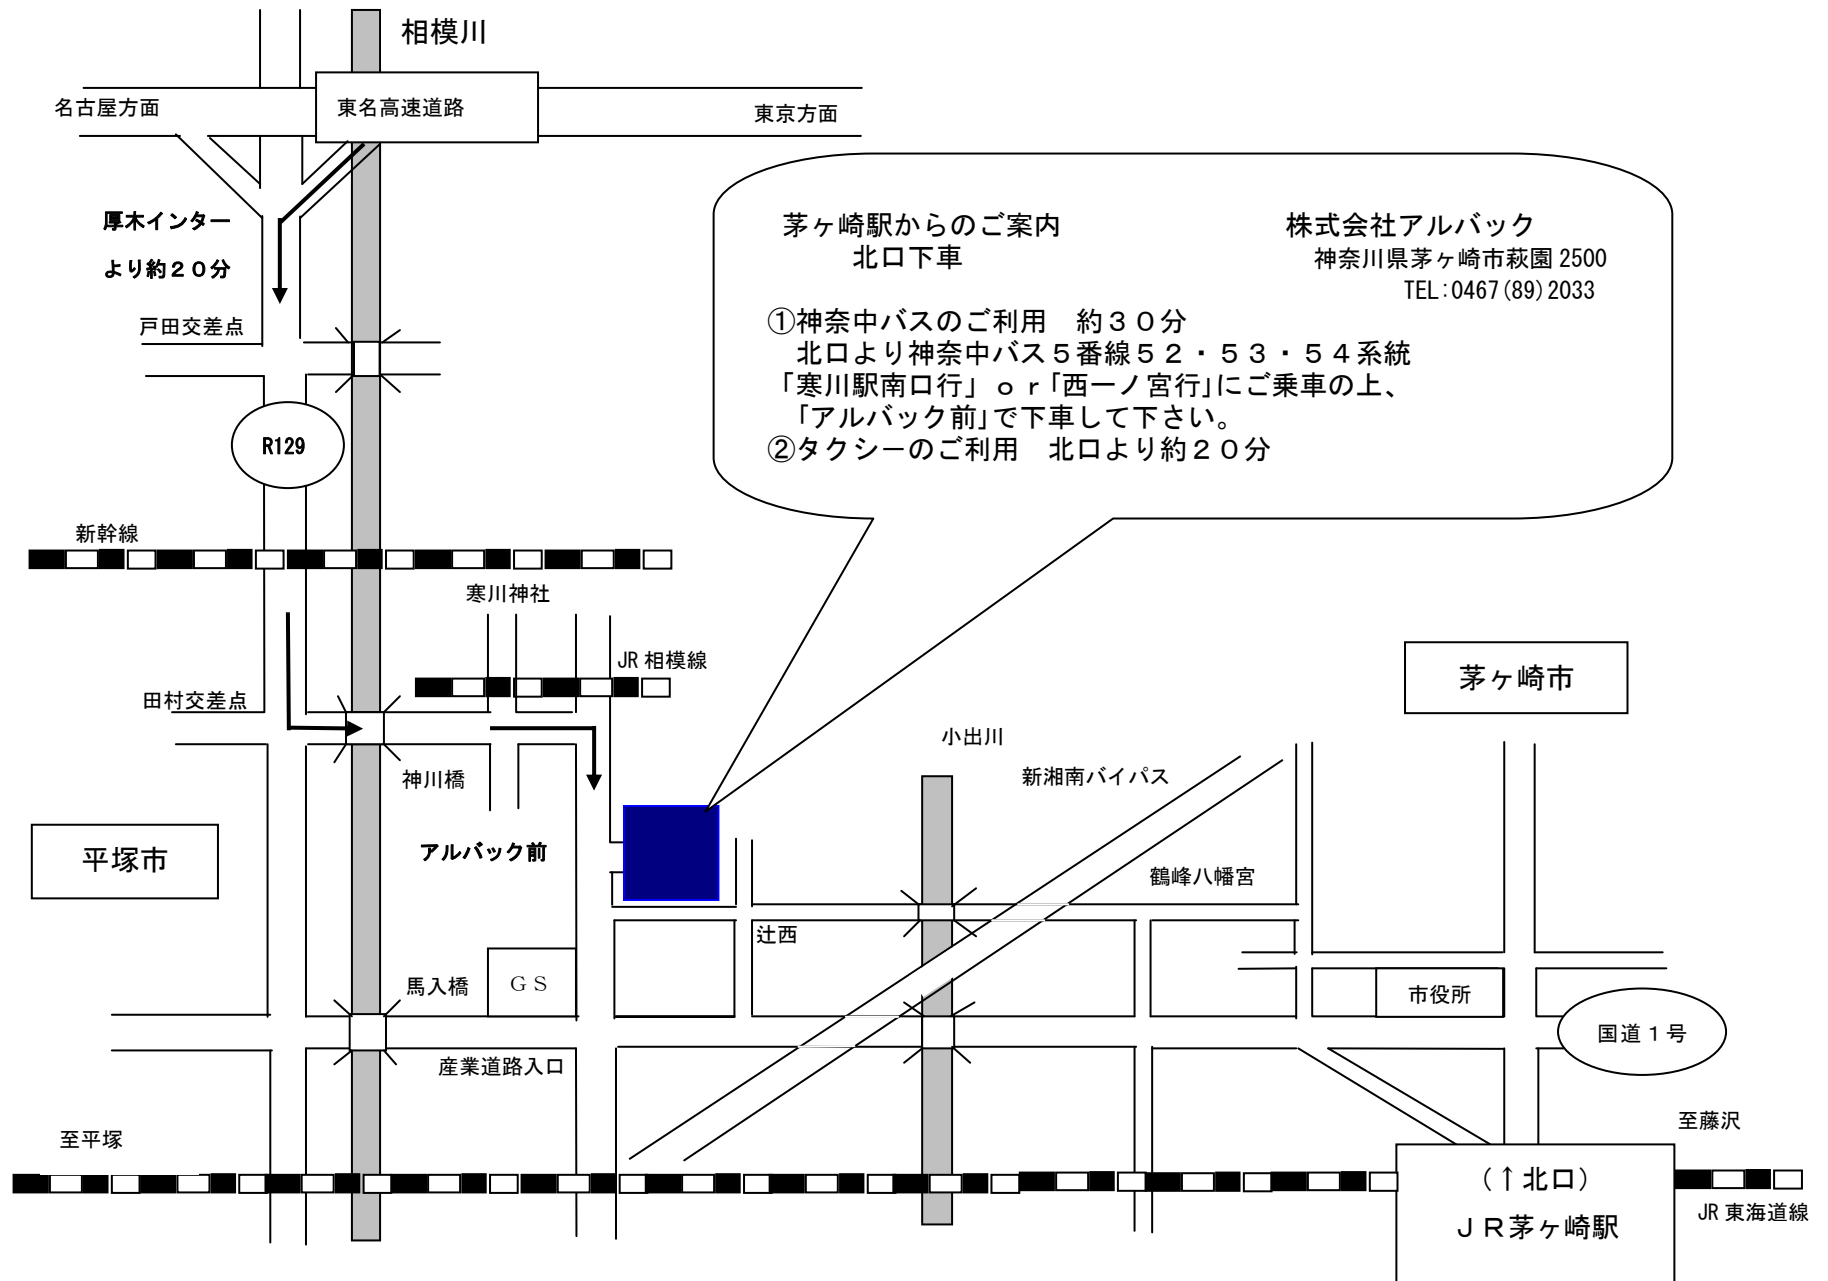 相模川
名古屋方面
東名高速道路
東京方面
厚木インター
より約２０分
戸田交差点
R129
茅ヶ崎駅からのご案内
北口下車
株式会社アルバック
神奈川県茅ヶ崎市萩園 2500
TEL:0467(89)2033
①神奈中バスのご利用　約３０分
北口より神奈中バス５番線５２・５３・５４系統
「寒川駅南口行」ｏｒ「西一ノ宮行」にご乗車の上、
「アルバック前」で下車して下さい。
②タクシーのご利用　北口より約２０分
新幹線
寒川神社
JR 相模線
茅ヶ崎市
田村交差点
小出川
神川橋
新湘南バイパス
平塚市
アルバック前
鶴峰八幡宮
辻西
馬入橋
ＧＳ
市役所
国道１号
産業道路入口
至平塚
至藤沢
（↑北口）
ＪＲ茅ヶ崎駅
JR 東海道線